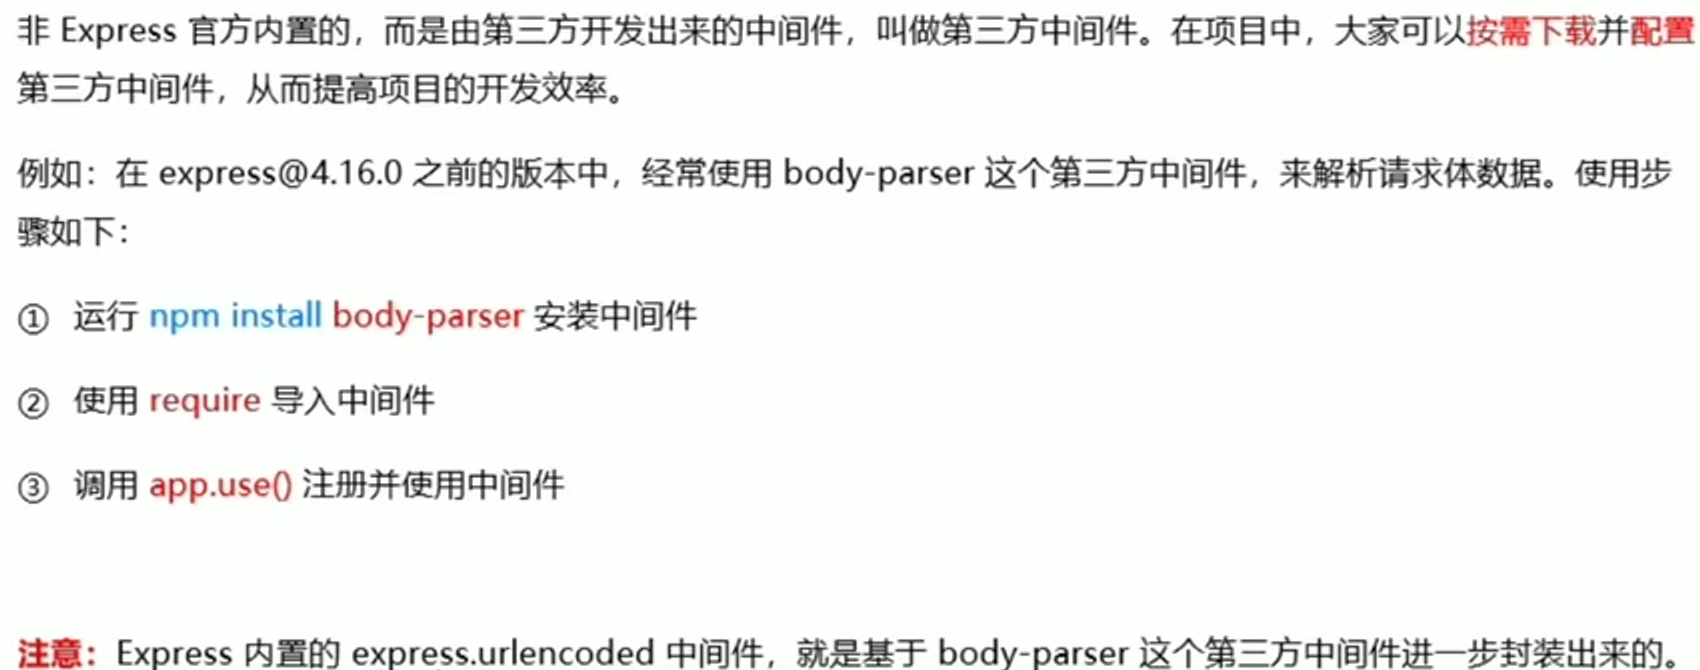 非 Express 官方内置的，而是由第三方开发出来的中间件，叫做第三方中间件。在项目中，大家可以按需下载并配置
第三方中间件，从而提高项目的开发效率。
例如：在 express@4.16.0 之前的版本中，经常使用 body-parser 这个第三方中间件，来解析请求体数据。使用步
骤如下：
① 运行 npm install body-parser 安装中间件
② 使用 require 导入中间件
③ 调用 app.use() 注册并使用中间件
注意：Express 内置的 express.urlencoded 中间件，就是基于 body-parser 这个第三方中间件进一步封装出来的。